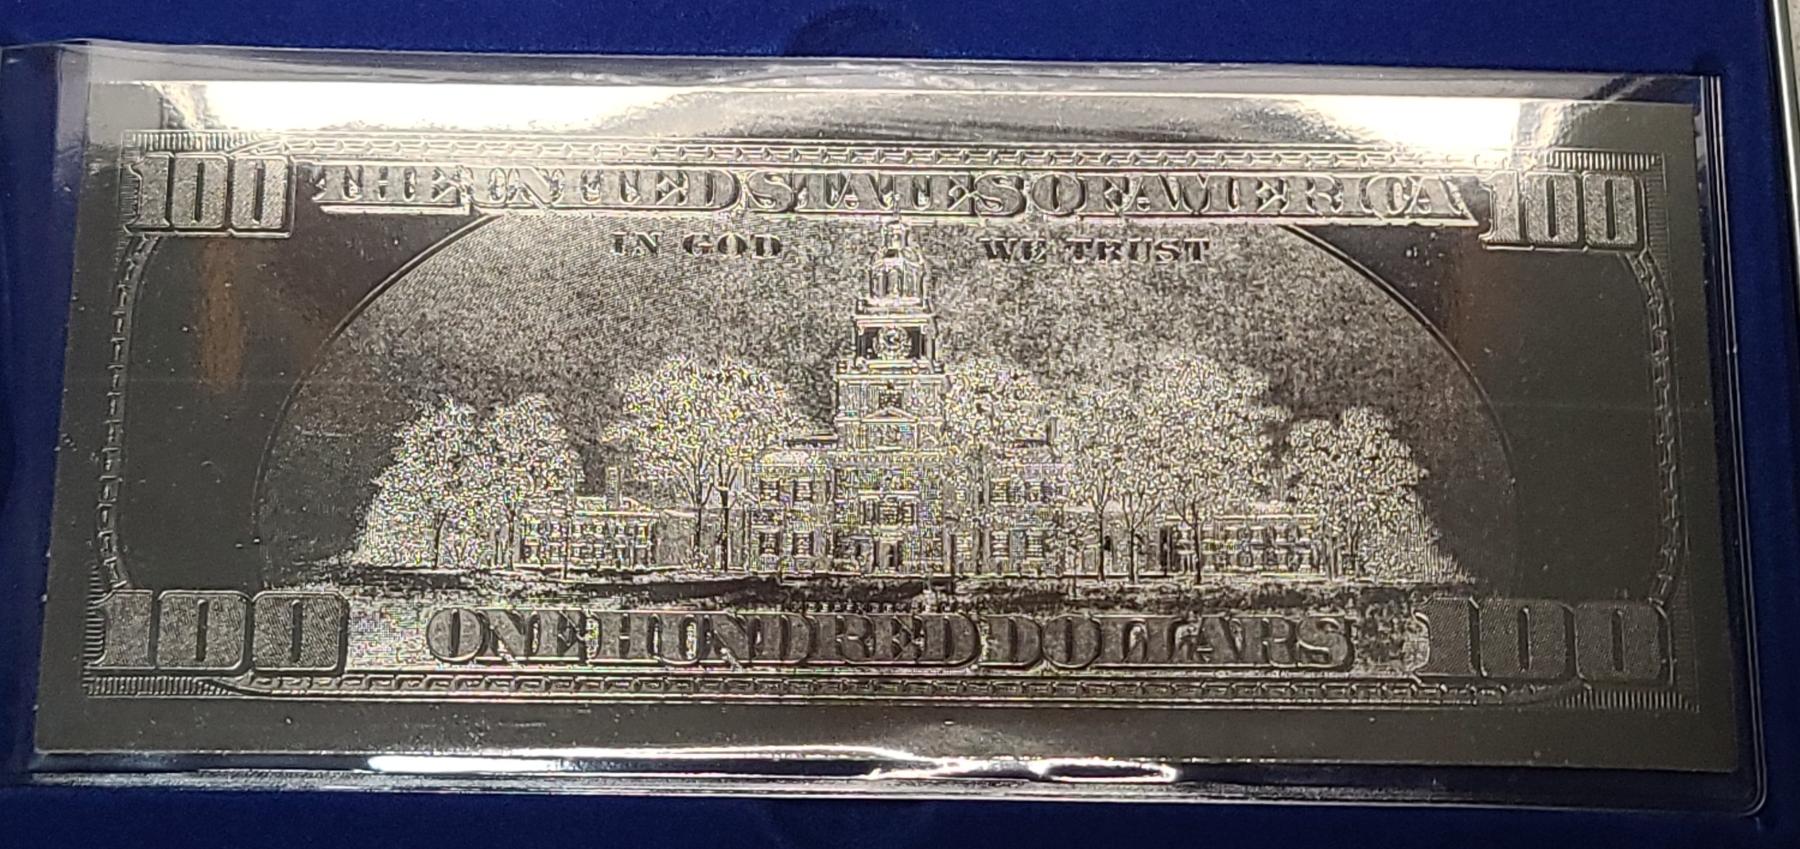 100 THE UNITED STATES OF AMERICA 100
IN GOD WE TRUST
100 ONE HUNDRED DOLLARS 100